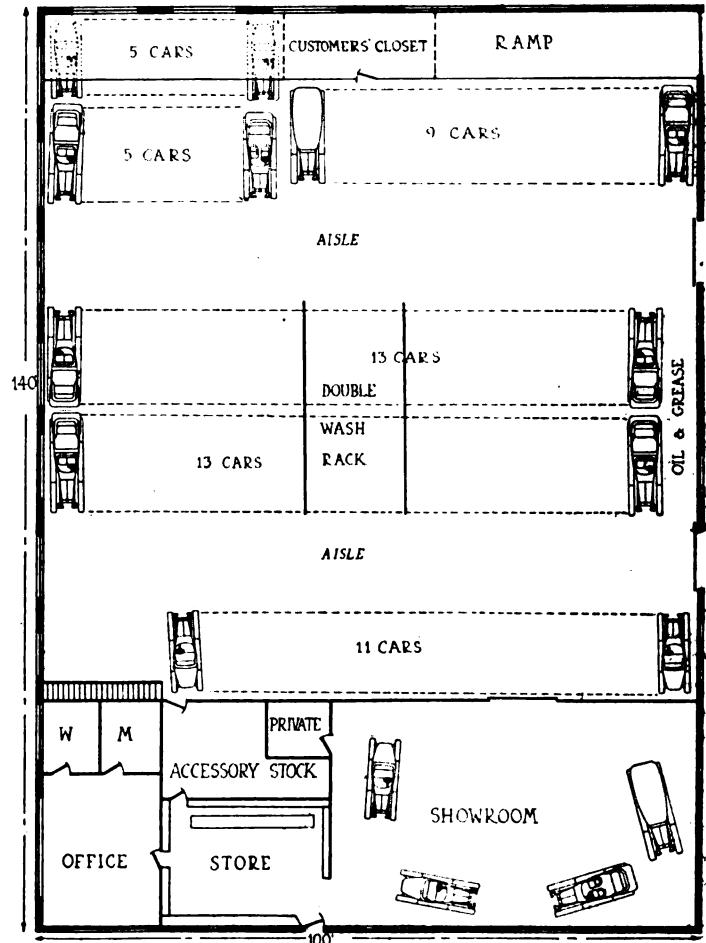 5 CARS
CUSTOMERS' CLOSET
RAMP
5 CARS
9 CARS
AISLE
13 CARS
140'
DOUBLE
WASH
RACK
13 CARS
OIL & GREASE
AISLE
11 CARS
W
M
PRIVATE
ACCESSORY STOCK
SHOWROOM
OFFICE
STORE
100'